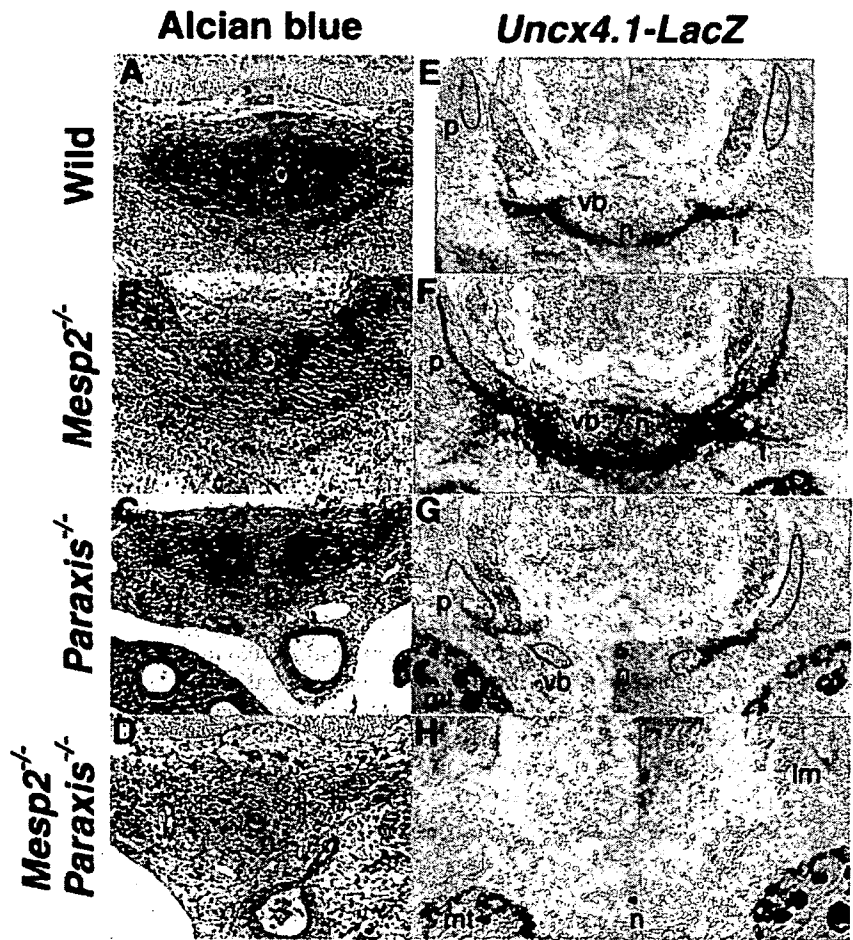 Alcian blue
Uncx4.1-LacZ
Wild
Mesp2-/-
Paraxis-/-
Mesp2-/-
Paraxis-/-
A
E
p
vb
n
F
p
vb
n
C
G
p
vb
D
H
lm
mt
n